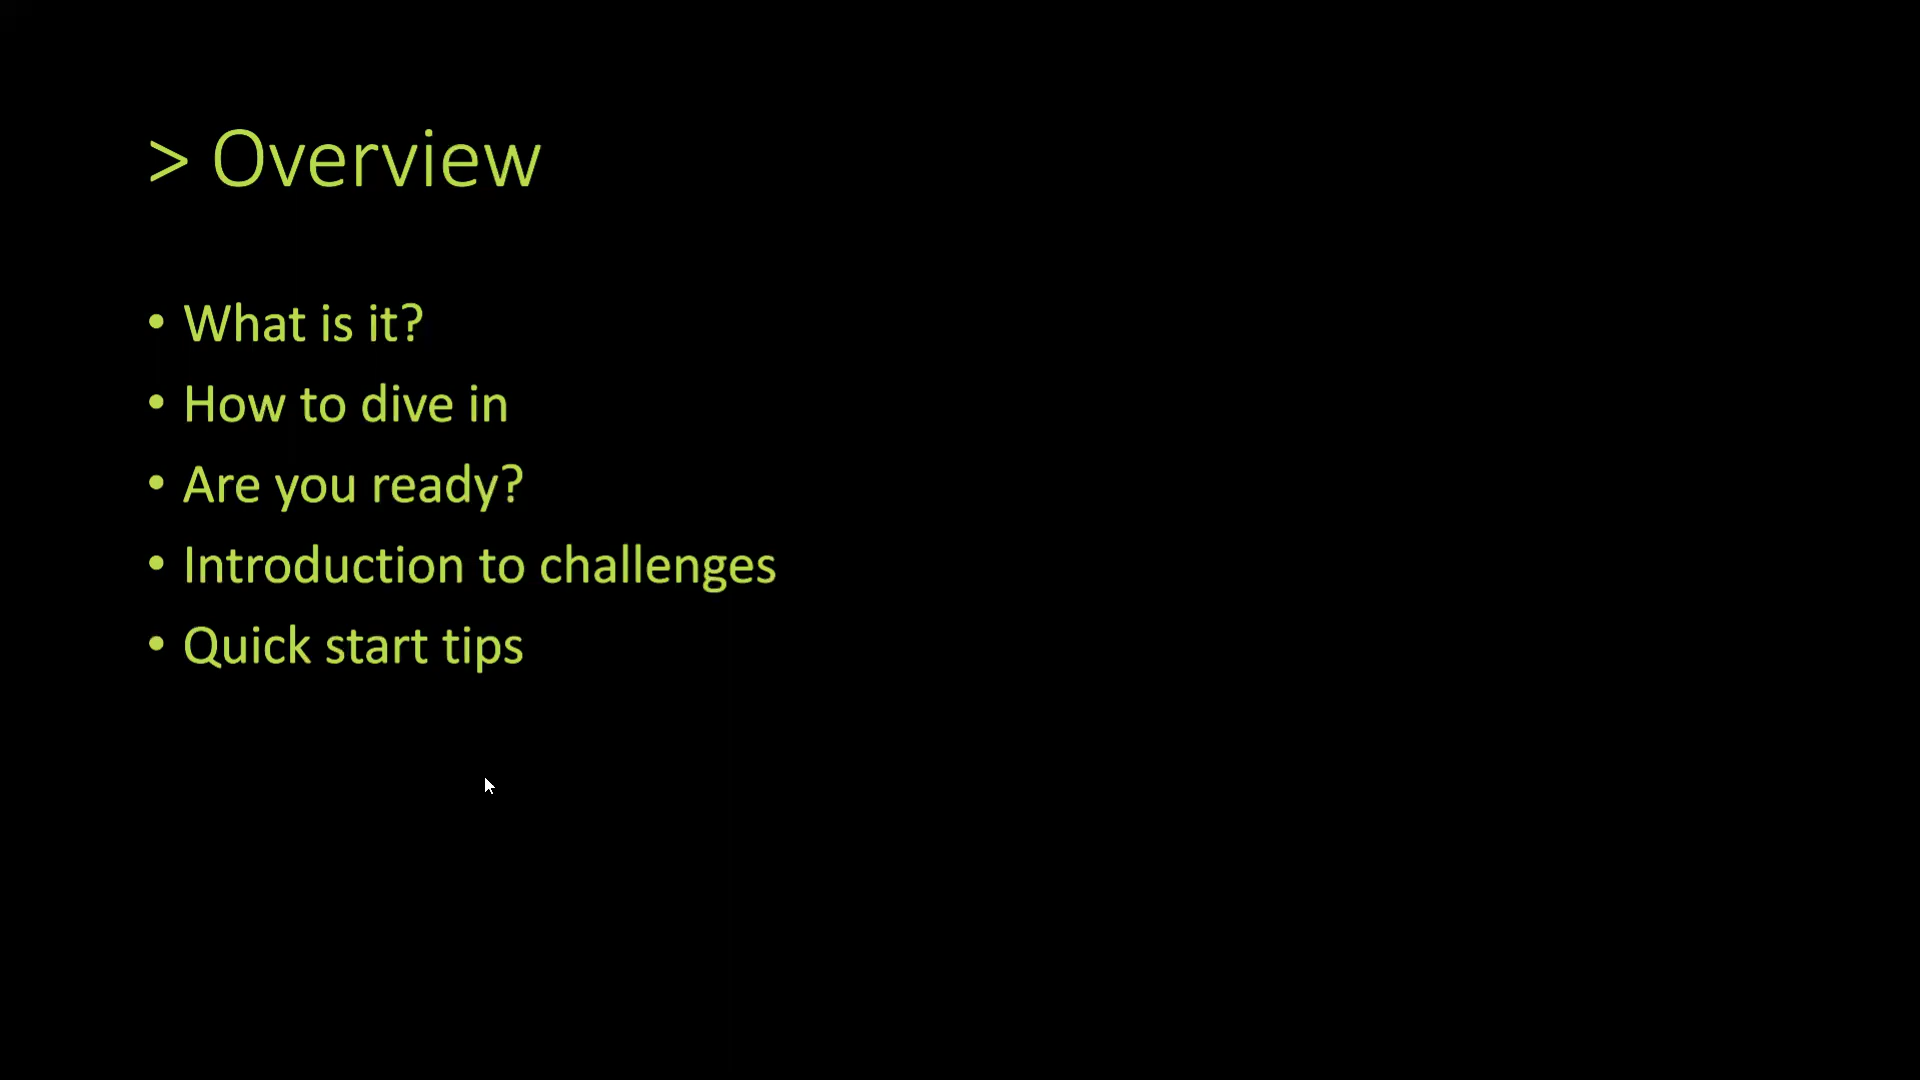 > Overview
• What is it?
• How to dive in
• Are you ready?
• Introduction to challenges
• Quick start tips